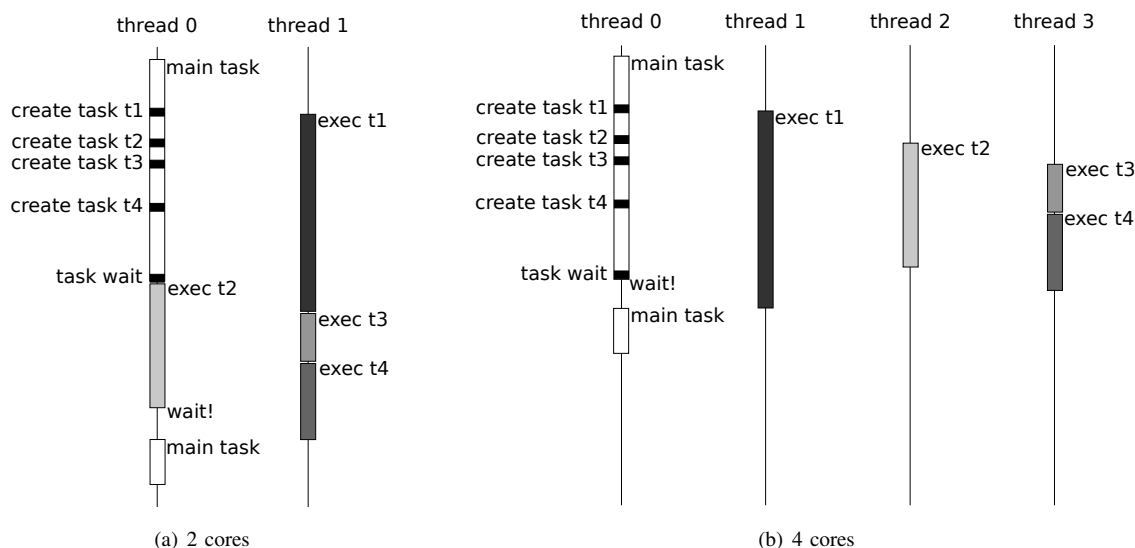 thread 0
thread 1
main task
create task t1
exec t1
create task t2
create task t3
create task t4
task wait
exec t2
exec t3
exec t4
wait!
main task
(a) 2 cores
thread 0
thread 1
thread 2
thread 3
main task
create task t1
exec t1
create task t2
exec t2
create task t3
exec t3
create task t4
exec t4
wait!
main task
(b) 4 cores